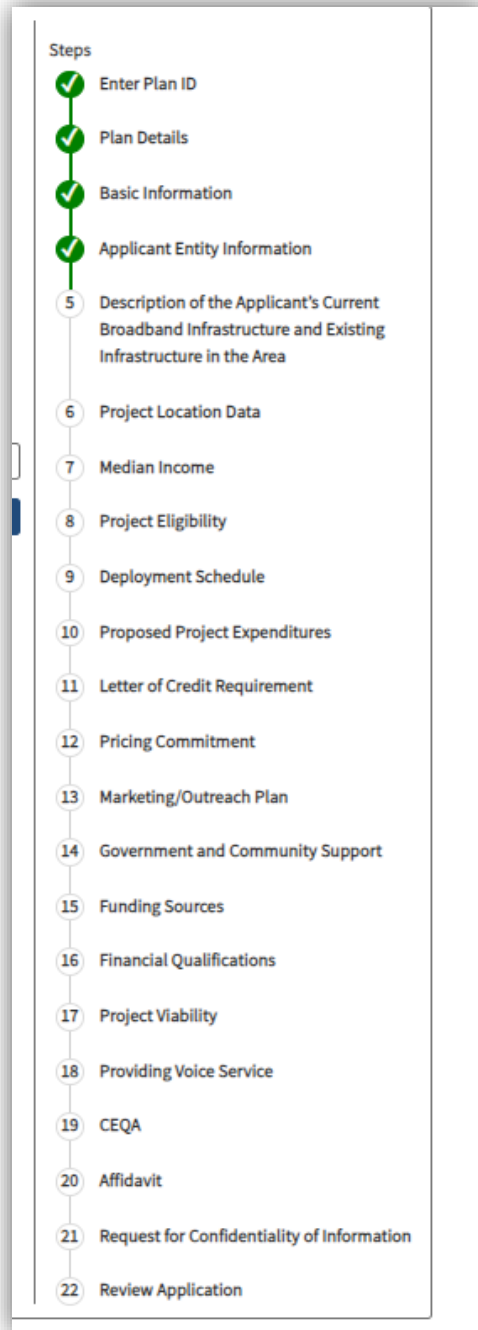 Steps
Enter Plan ID
Plan Details
Basic Information
Applicant Entity Information
5 Description of the Applicant's Current
Broadband Infrastructure and Existing
Infrastructure in the Area
6 Project Location Data
7 Median Income
8 Project Eligibility
9 Deployment Schedule
10 Proposed Project Expenditures
11 Letter of Credit Requirement
12 Pricing Commitment
13 Marketing/Outreach Plan
14 Government and Community Support
15 Funding Sources
16 Financial Qualifications
17 Project Viability
18 Providing Voice Service
19 CEQA
20 Affidavit
21 Request for Confidentiality of Information
22 Review Application